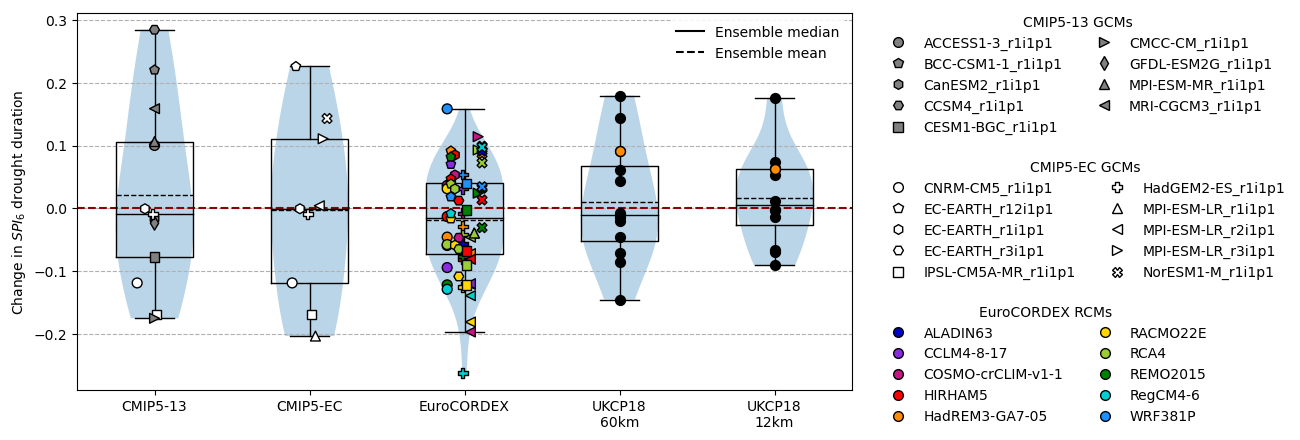 Change in SPI6 drought duration
0.3
0.2
0.1
0.0
−0.1
−0.2
CMIP5-13
CMIP5-EC
EuroCORDEX
UKCP18
60km
UKCP18
12km
Ensemble median
Ensemble mean
CMIP5-13 GCMs
ACCESS1-3_r1i1p1
BCC-CSM1-1_r1i1p1
CanESM2_r1i1p1
CCSM4_r1i1p1
CESM1-BGC_r1i1p1
CMCC-CM_r1i1p1
GFDL-ESM2G_r1i1p1
MPI-ESM-MR_r1i1p1
MRI-CGCM3_r1i1p1
CMIP5-EC GCMs
CNRM-CM5_r1i1p1
EC-EARTH_r12i1p1
EC-EARTH_r1i1p1
EC-EARTH_r3i1p1
IPSL-CM5A-MR_r1i1p1
HadGEM2-ES_r1i1p1
MPI-ESM-LR_r1i1p1
MPI-ESM-LR_r2i1p1
MPI-ESM-LR_r3i1p1
NorESM1-M_r1i1p1
EuroCORDEX RCMs
ALADIN63
CCLM4-8-17
COSMO-crCLIM-v1-1
HIRHAM5
HadREM3-GA7-05
RACMO22E
RCA4
REMO2015
RegCM4-6
WRF381P